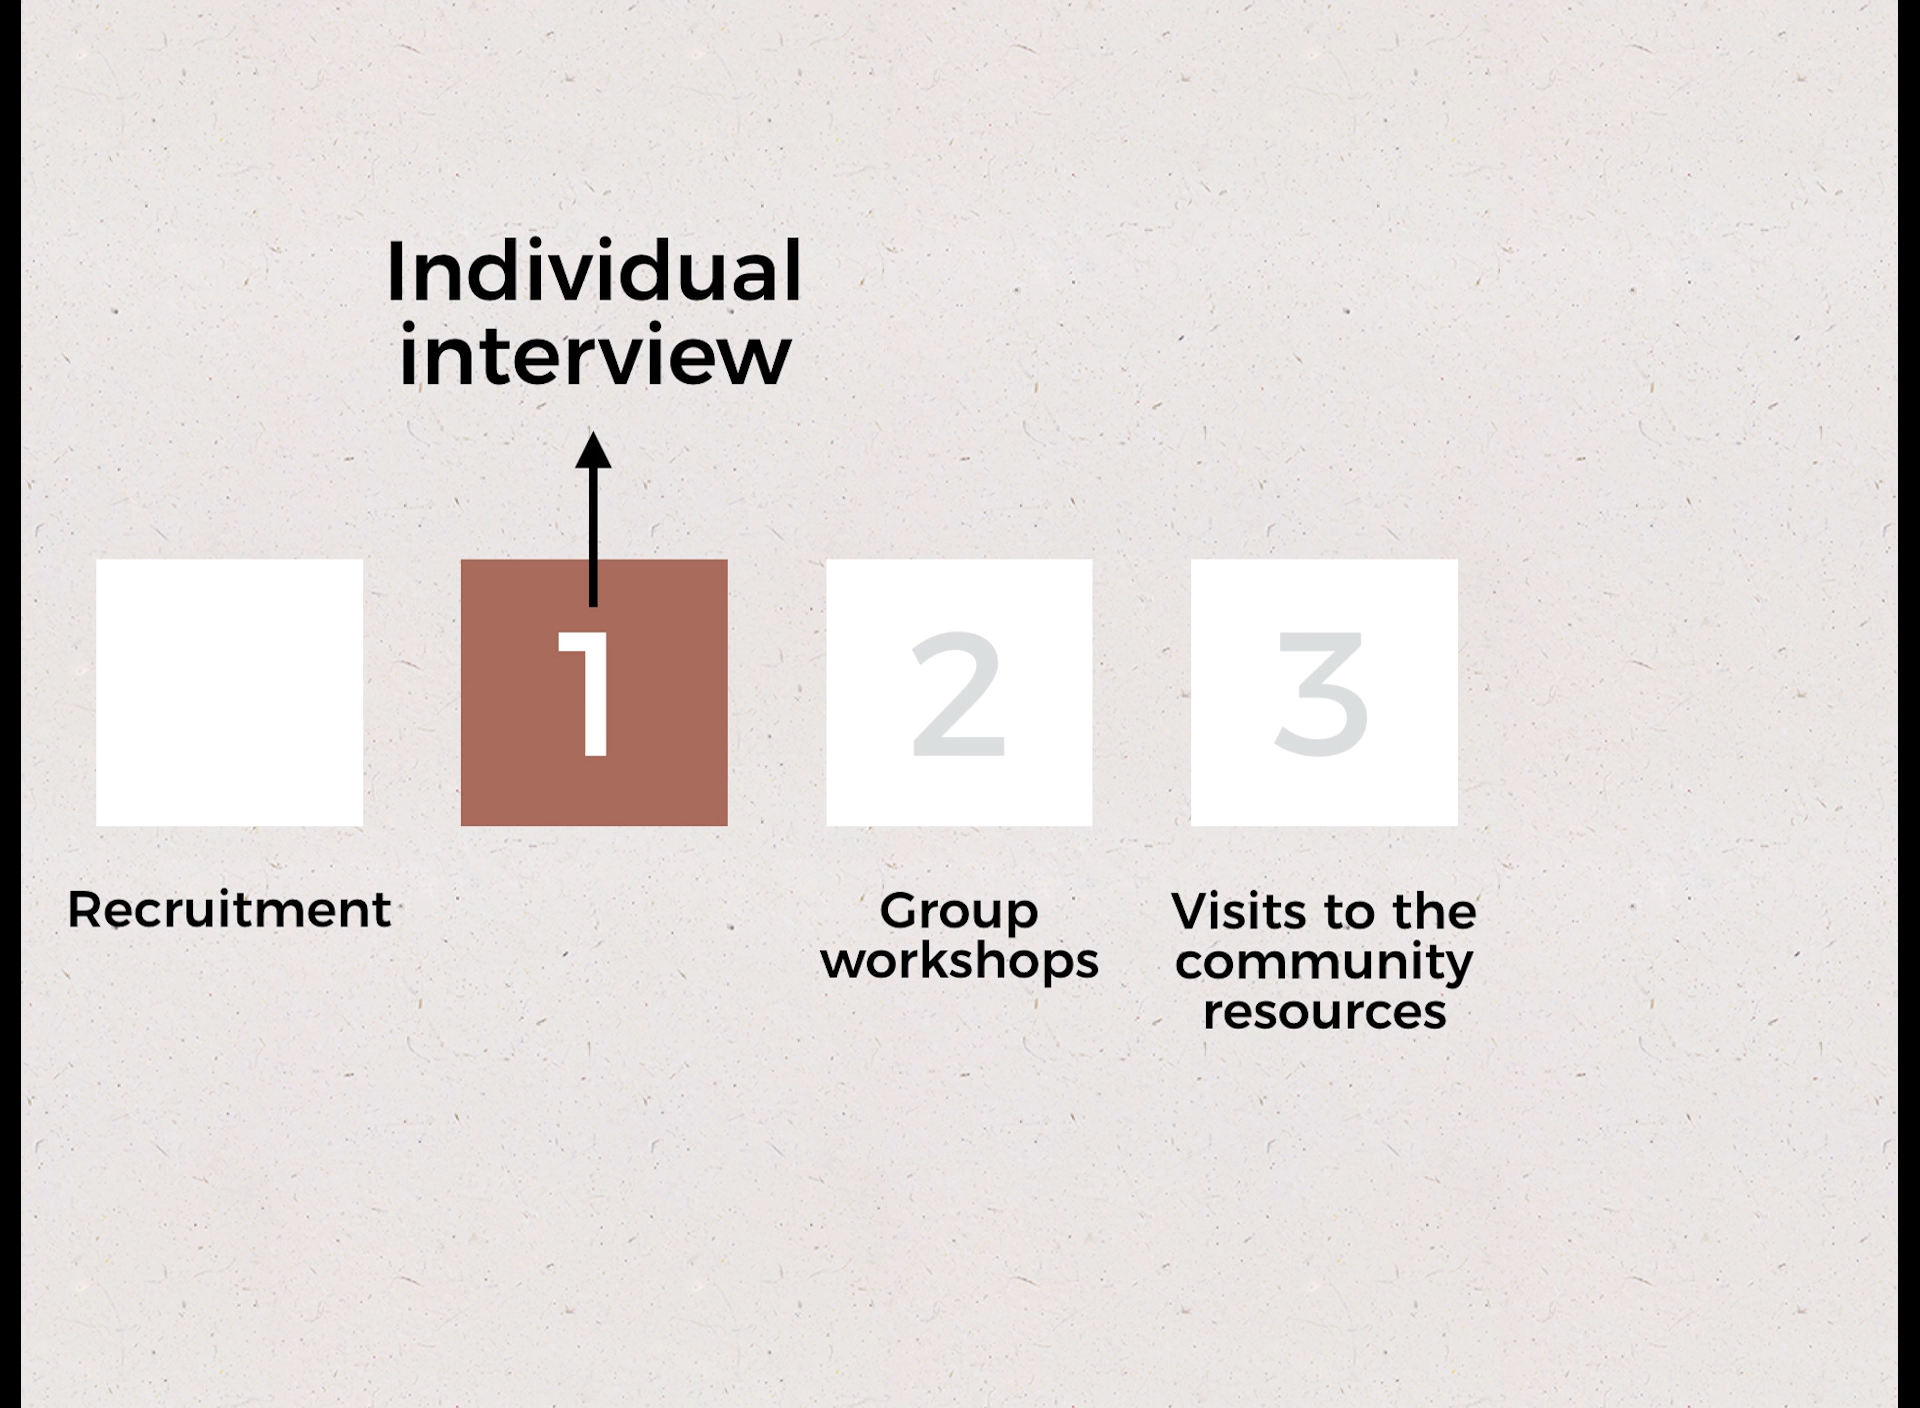 Individual
interview
1
2
3
Recruitment
Group
workshops
Visits to the
community
resources